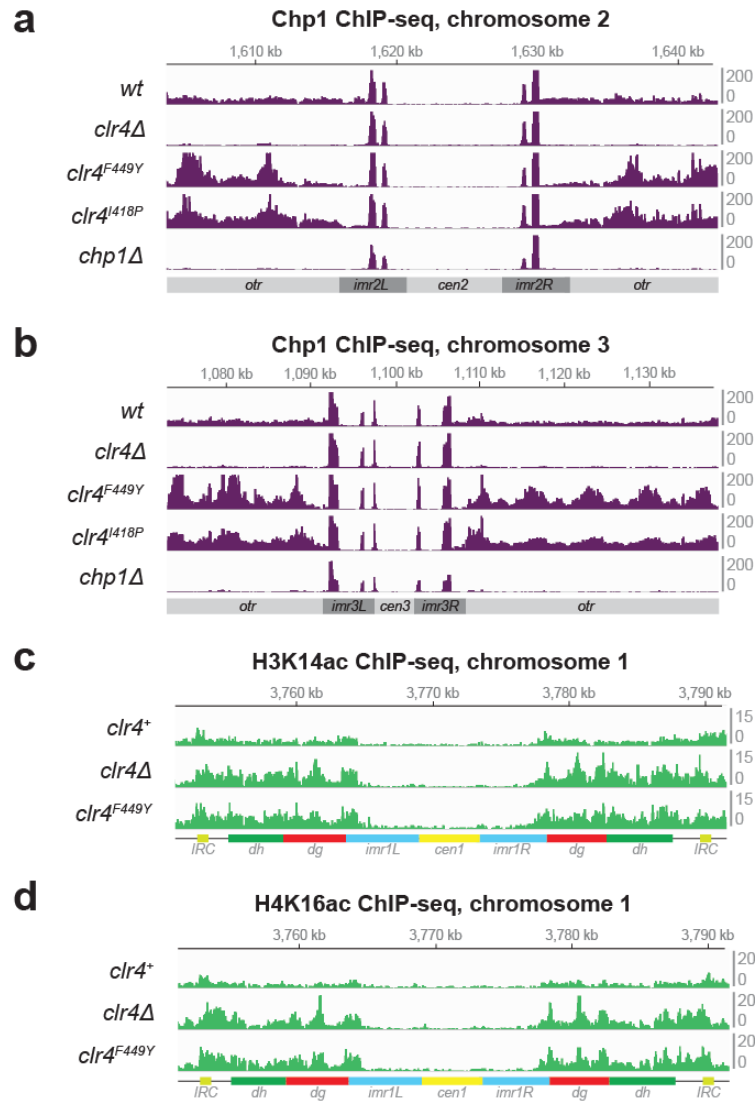 a
Chp1 ChIP-seq, chromosome 2
1,610 kb 1,620 kb 1,630 kb 1,640 kb
wt 200 0
clr4Δ 200 0
clr4F449Y 200 0
clr4I418P 200 0
chp1Δ 200 0
otr imr2L cen2 imr2R otr
b
Chp1 ChIP-seq, chromosome 3
1,080 kb 1,090 kb 1,100 kb 1,110 kb 1,120 kb 1,130 kb
wt 200 0
clr4Δ 200 0
clr4F449Y 200 0
clr4I418P 200 0
chp1Δ 200 0
otr imr3L cen3 imr3R otr
c
H3K14ac ChIP-seq, chromosome 1
3,760 kb 3,770 kb 3,780 kb 3,790 kb
clr4+ 15 0
clr4Δ 15 0
clr4F449Y 15 0
IRC dh dg imr1L cen1 imr1R dg dh IRC
d
H4K16ac ChIP-seq, chromosome 1
3,760 kb 3,770 kb 3,780 kb 3,790 kb
clr4+ 20 0
clr4Δ 20 0
clr4F449Y 20 0
IRC dh dg imr1L cen1 imr1R dg dh IRC